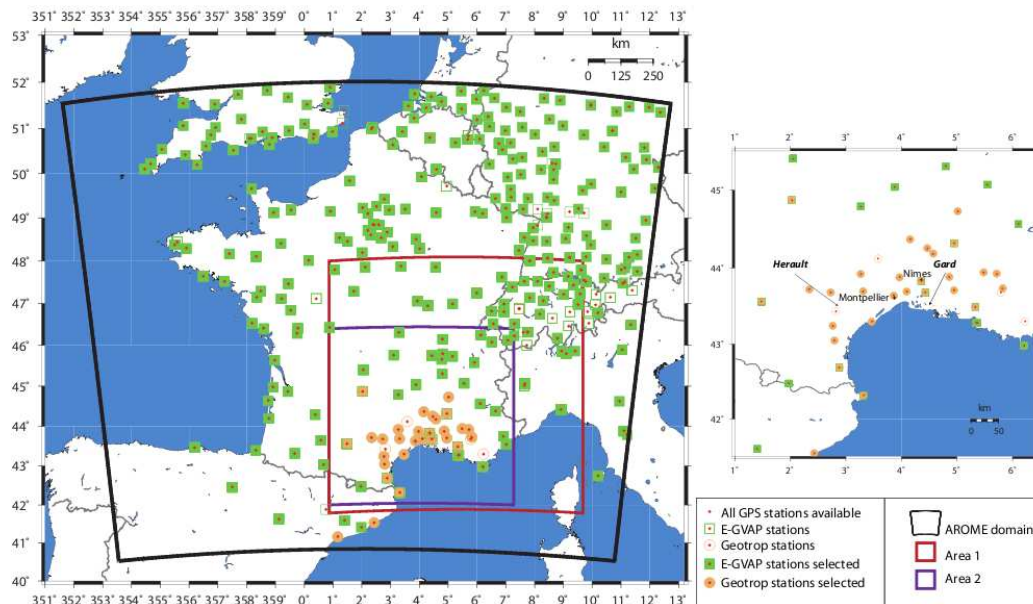 351° 352° 353° 354° 355° 356° 357° 358° 359° 0° 1° 2° 3° 4° 5° 6° 7° 8° 9° 10° 11° 12° 13°
53°
52°
51°
50°
49°
48°
47°
46°
45°
44°
43°
42°
41°
40°
km
0 125 250
351° 352° 353° 354° 355° 356° 357° 358° 359° 0° 1° 2° 3° 4° 5° 6° 7° 8° 9° 10° 11° 12° 13°
1° 2° 3° 4° 5° 6°
45°
44°
43°
42°
Herault
Gard
Nîmes
Montpellier
km
0 50
1° 2° 3° 4° 5° 6°
All GPS stations available
E-GVAP stations
Geotrop stations
E-GVAP stations selected
Geotrop stations selected
AROME domain
Area 1
Area 2